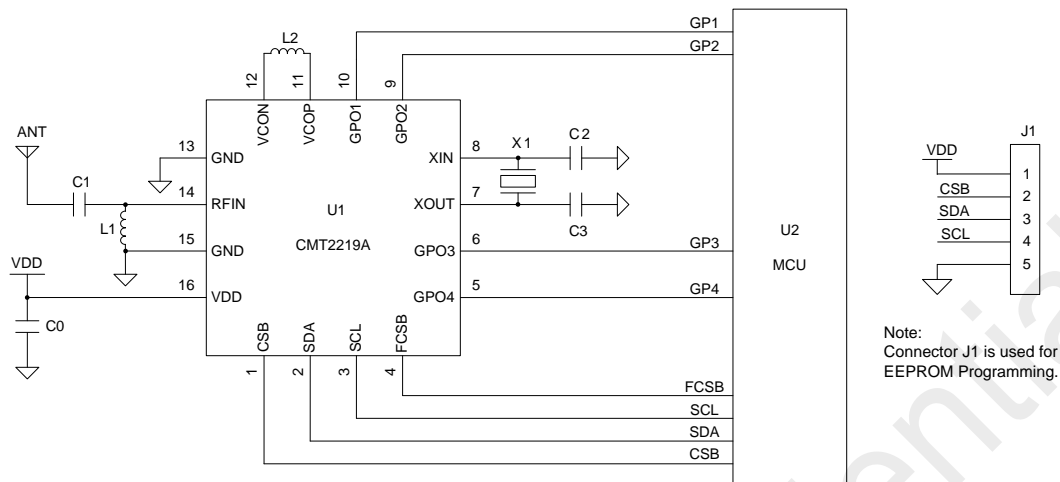 GP1
L2
GP2
12
11
10
9
VCON
VCOP
GPO1
GPO2
ANT
13
GND
XIN
8
X1
C2
J1
VDD
1
C1
14
RFIN
U1
XOUT
7
CSB
2
SDA
3
L1
CMT2219A
C3
U2
SCL
4
15
GND
GPO3
6
GP3
MCU
5
VDD
16
VDD
GPO4
5
GP4
C0
CSB
SDA
SCL
FCSB
Note:
Connector J1 is used for
EEPROM Programming.
1
2
3
4
FCSB
SCL
SDA
CSB